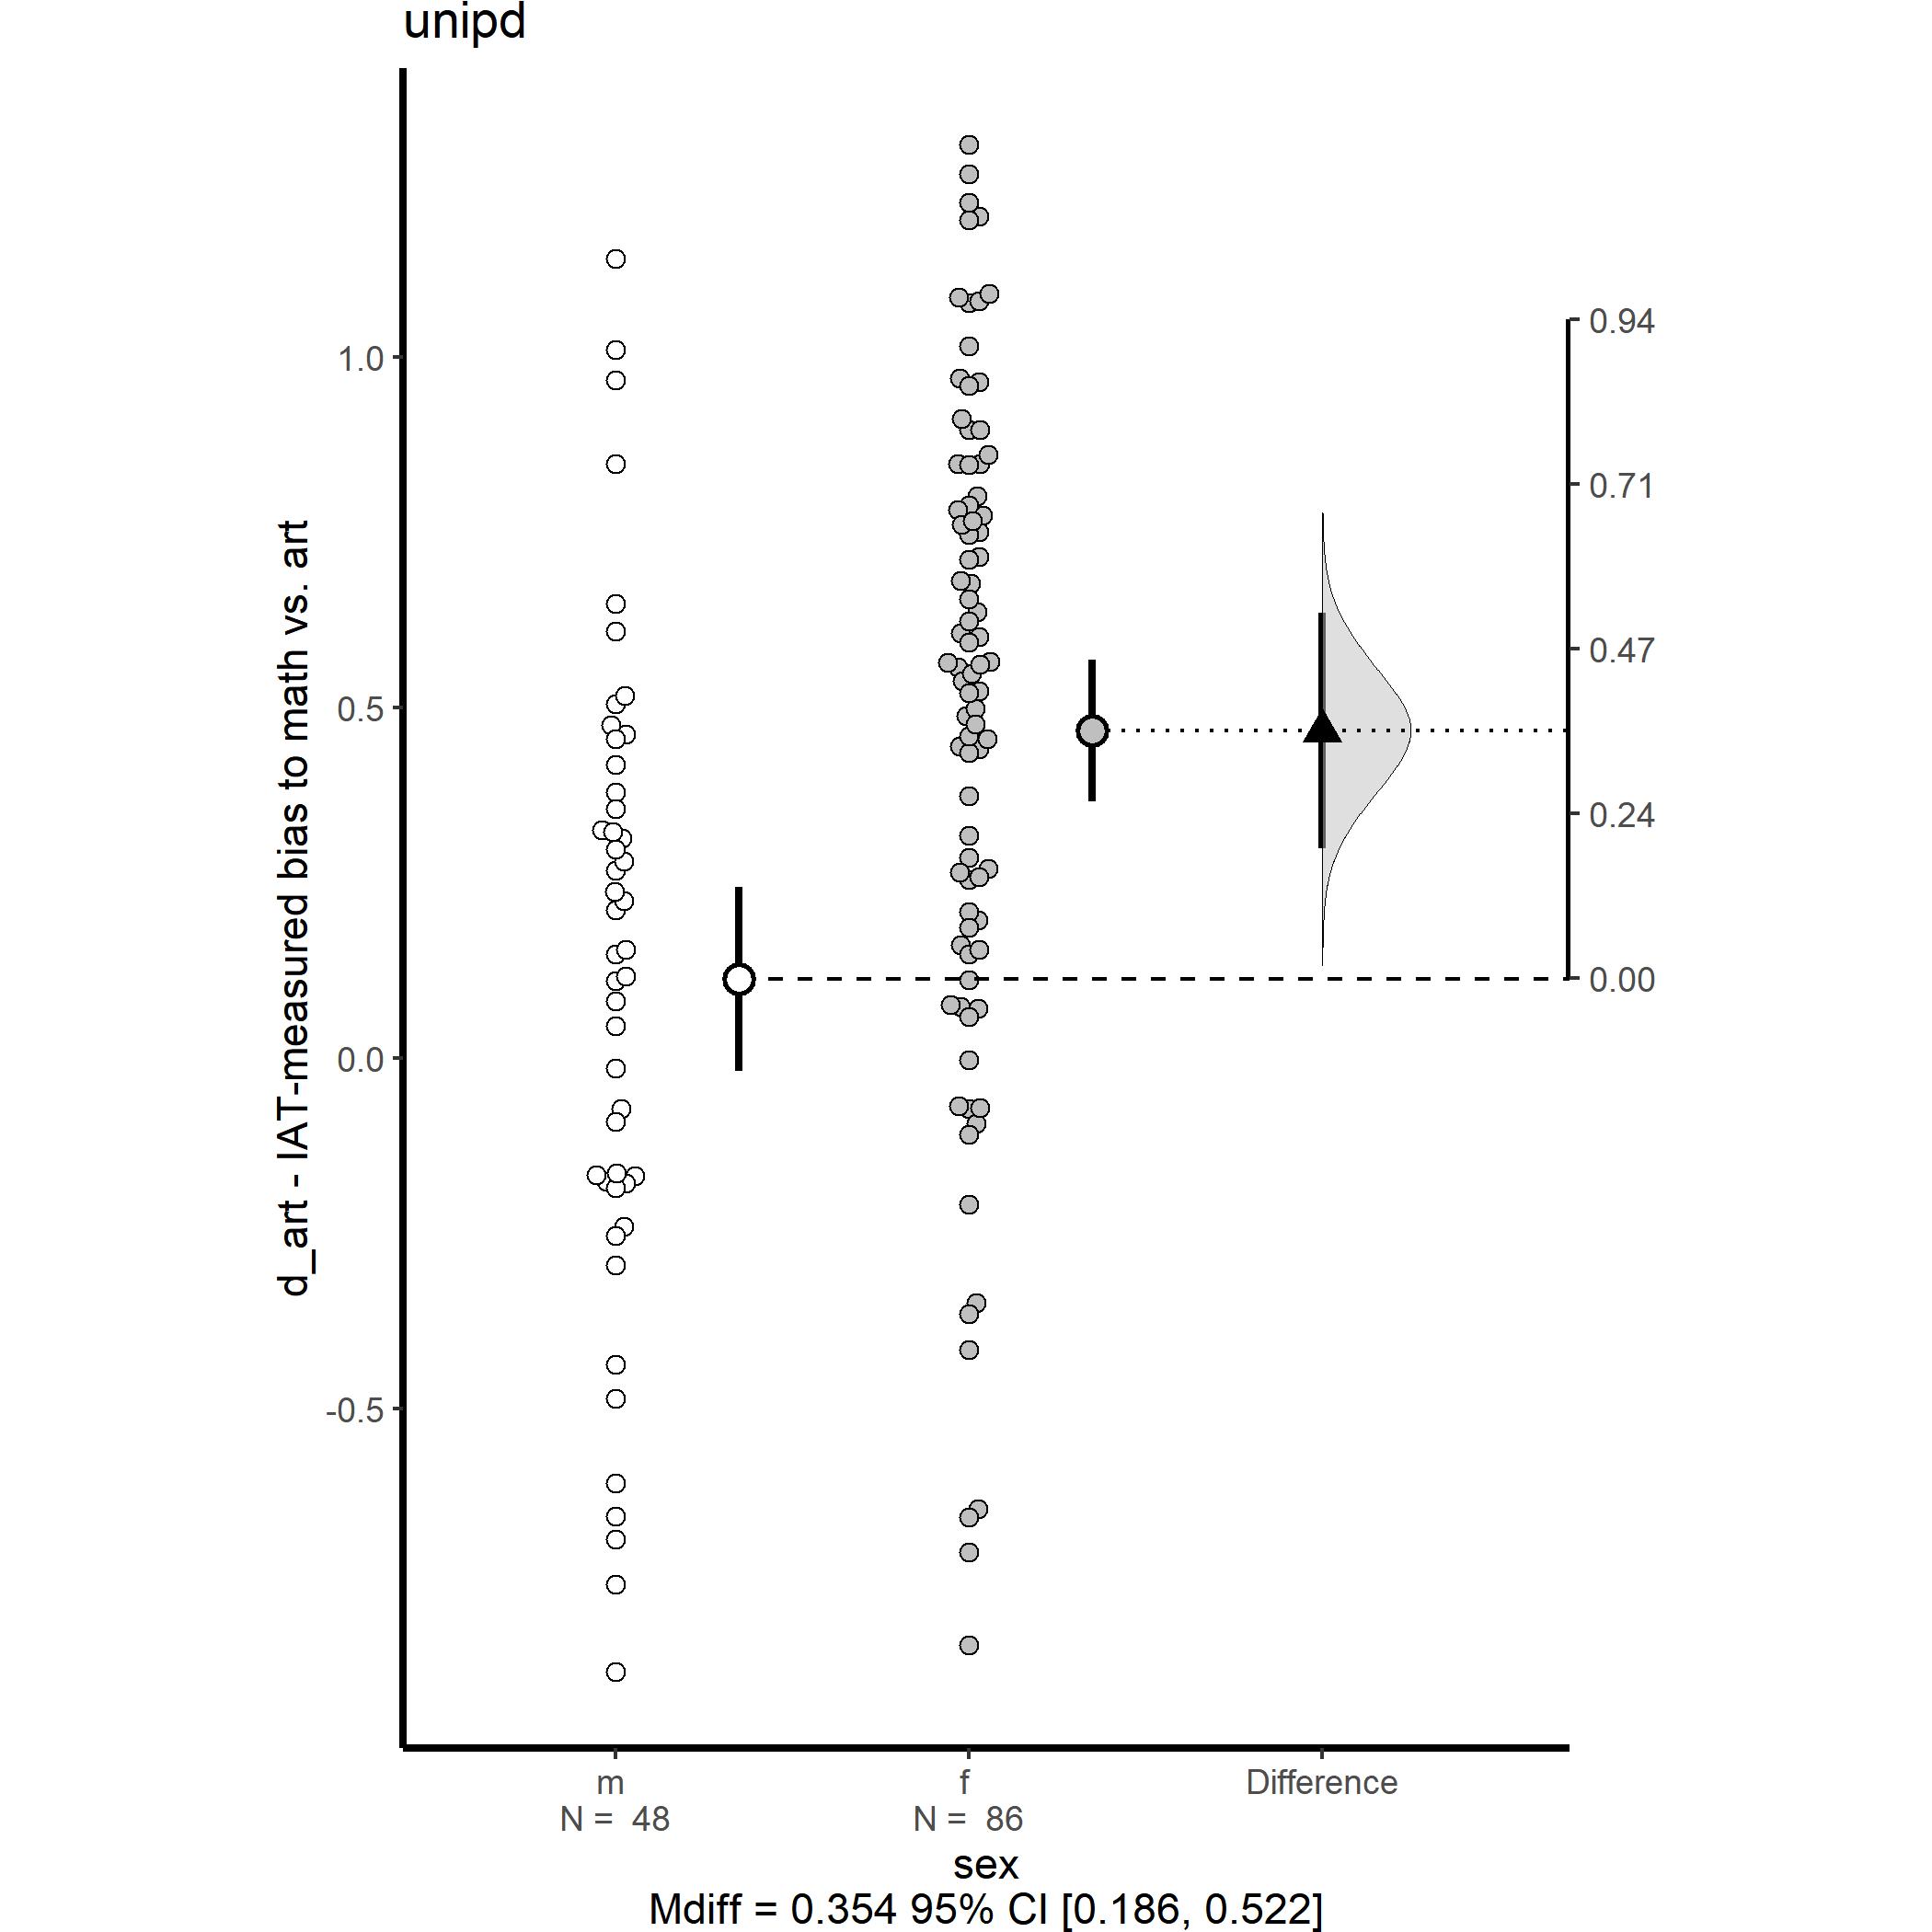 unipd
d_art - IAT-measured bias to math vs. art
1.0
0.5
0.0
-0.5
0.94
0.71
0.47
0.24
0.00
m
N =  48
f
N =  86
Difference
sex
Mdiff = 0.354 95% CI [0.186, 0.522]